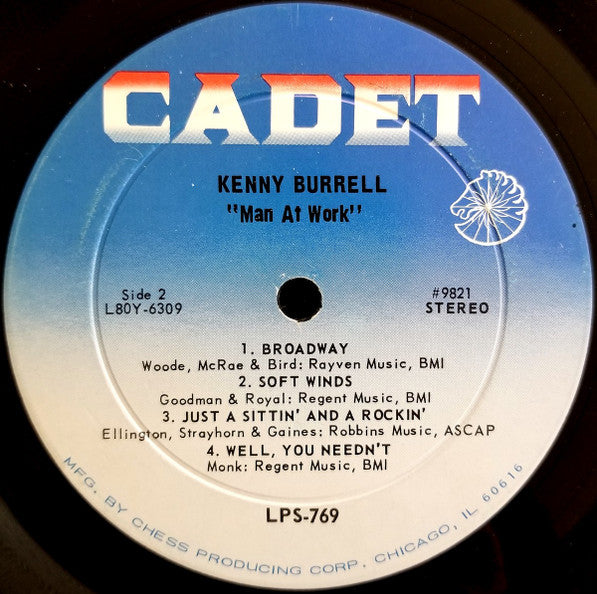 CADET
KENNY BURRELL
"Man At Work"
Side 2
L80Y-6309
#9821
STEREO
1. BROADWAY
Woode, McRae & Bird: Rayven Music, BMI
2. SOFT WINDS
Goodman & Royal: Regent Music, BMI
3. JUST A SITTIN' AND A ROCKIN'
Ellington, Strayhorn & Gaines: Robbins Music, ASCAP
4. WELL, YOU NEEDN'T
Monk: Regent Music, BMI
LPS-769
MFG. BY CHESS PRODUCING CORP. CHICAGO, IL 60616